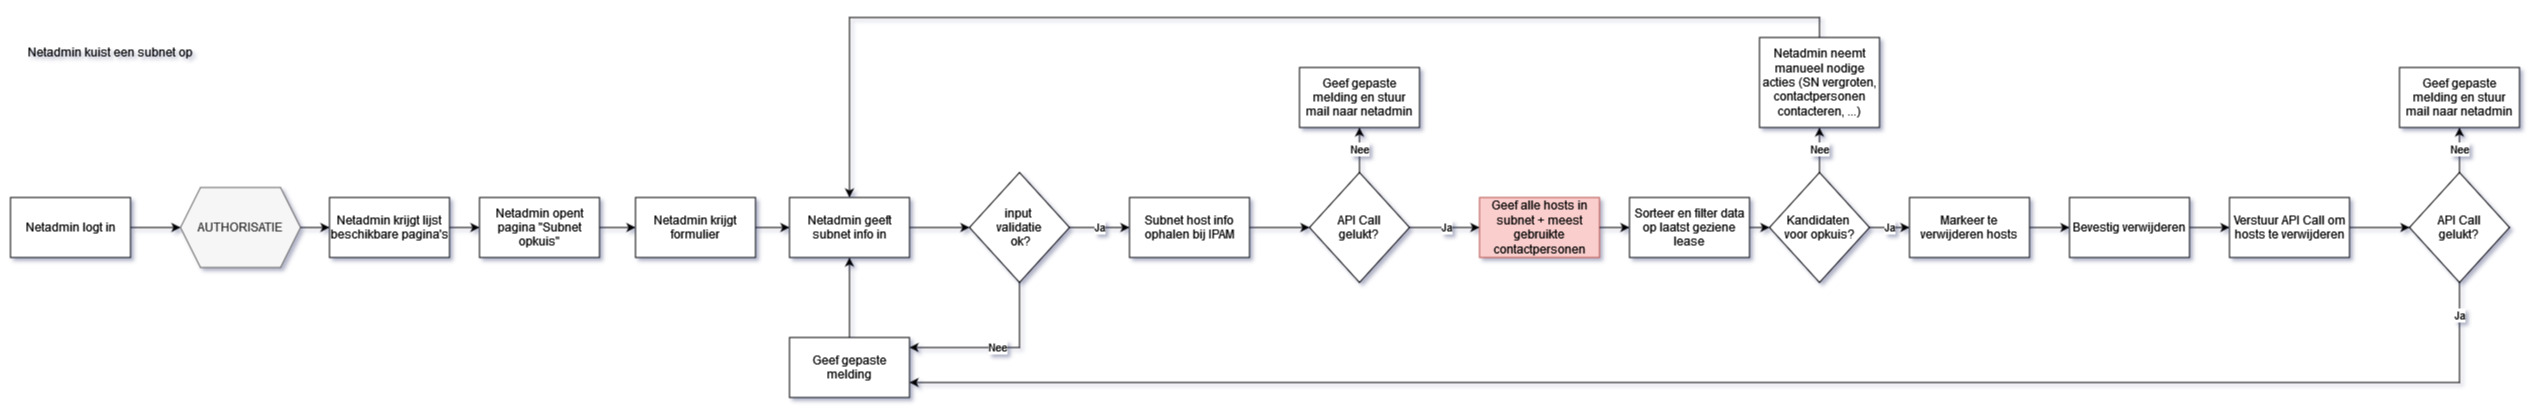 Netadmin kuist een subnet op
Netadmin logt in
AUTHORISATIE
Netadmin krijgt lijst
beschikbare pagina's
Netadmin opent
pagina "Subnet
opkuis"
Netadmin krijgt
formulier
Netadmin geeft
subnet info in
input
validatie
ok?
Nee
Geef gepaste
melding
Ja
Subnet host info
ophalen bij IPAM
API Call
gelukt?
Nee
Geef gepaste
melding en stuur
mail naar netadmin
Ja
Geef alle hosts in
subnet + meest
gebruikte
contactpersonen
Sorteer en filter data
op laatst geziene
lease
Kandidaten
voor opkuis?
Nee
Netadmin neemt
manueel nodige
acties (SN vergroten,
contactpersonen
contacteren, ...)
Ja
Markeer te
verwijderen hosts
Bevestig verwijderen
Verstuur API Call om
hosts te verwijderen
API Call
gelukt?
Nee
Geef gepaste
melding en stuur
mail naar netadmin
Ja